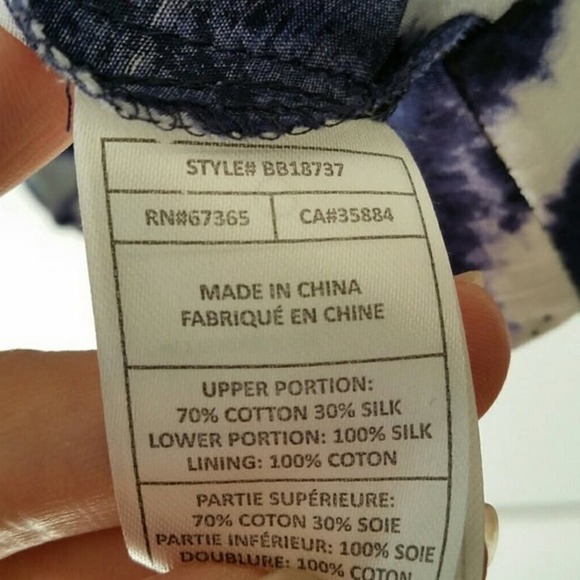 STYLE# BB18737
RN#67365 CA#35884
MADE IN CHINA
FABRIQUÉ EN CHINE
UPPER PORTION:
70% COTTON 30% SILK
LOWER PORTION: 100% SILK
LINING: 100% COTON
PARTIE SUPÉRIEURE:
70% COTON 30% SOIE
PARTIE INFÉRIEUR: 100% SOIE
DOUBLURE: 100% COTON